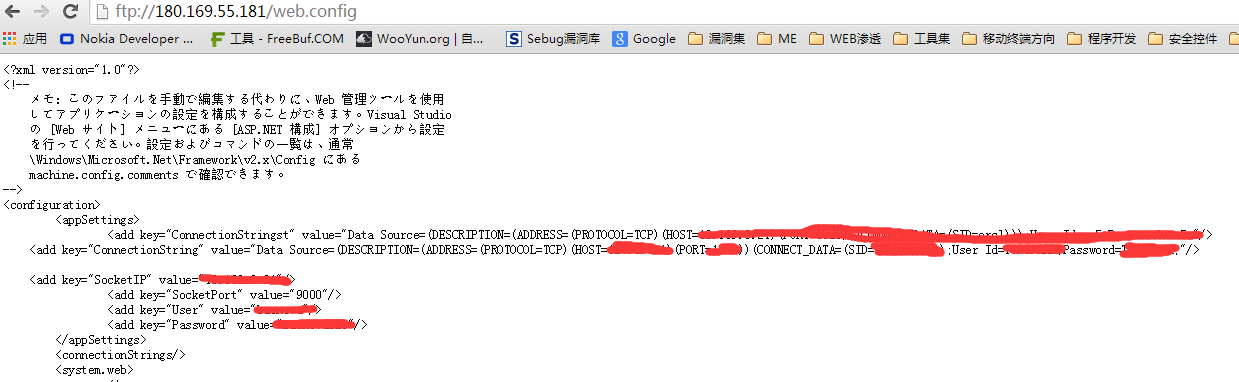 ftp://180.169.55.181/web.config
应用 Nokia Developer ... 工具 - FreeBuf.COM WooYun.org | 自... Sebug漏洞库 Google 漏洞集 ME WEB渗透 工具集 移动终端方向 程序开发 安全控件
<?xml version="1.0"?>
<!--
メモ: このファイルを手動で編集する代わりに、Web 管理ツールを使用
してアプリケーションの設定を構成することができます。Visual Studio
の [Web サイト] メニューにある [ASP.NET 構成] オプションから設定
を行ってください。設定およびコマンドの一覧は、通常
\Windows\Microsoft.Net\Framework\v2.x\Config にある
machine.config.comments で確認できます。
-->
<configuration>
<appSettings>
<add key="ConnectionStringst" value="Data Source=(DESCRIPTION=(ADDRESS=(PROTOCOL=TCP)(HOST= "/>
<add key="ConnectionString" value="Data Source=(DESCRIPTION=(ADDRESS=(PROTOCOL=TCP)(HOST= (PORT= ))(CONNECT_DATA=(SID= ;User Id= Password= "/>
<add key="SocketIP" value= />
<add key="SocketPort" value="9000"/>
<add key="User" value= />
<add key="Password" value= />
</appSettings>
<connectionStrings/>
<system.web>